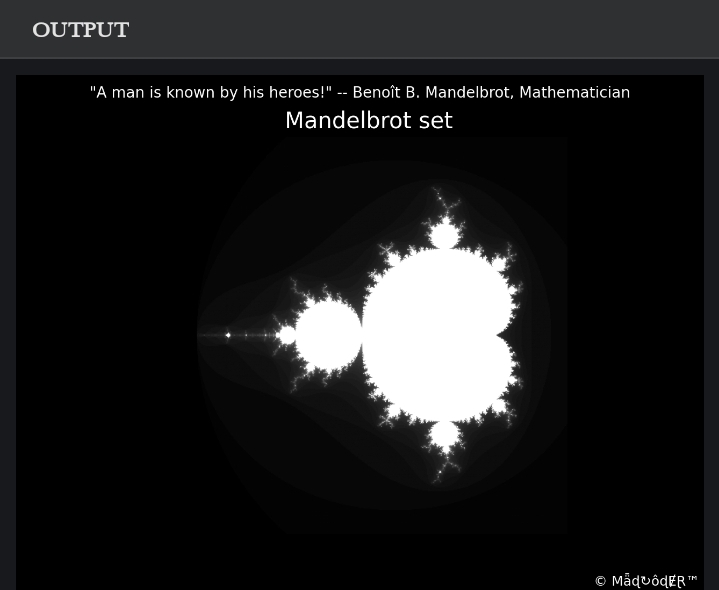 OUTPUT
"A man is known by his heroes!" -- Benoît B. Mandelbrot, Mathematician
Mandelbrot set
©